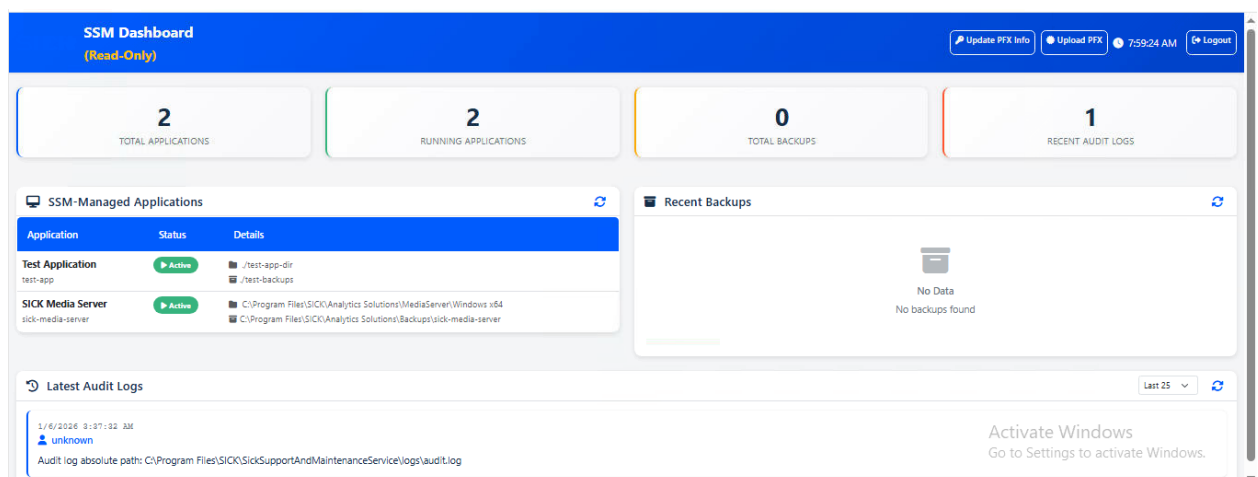 SSM Dashboard
(Read-Only)
Update PFX Info
Upload PFX
7:59:24 AM
Logout
2
TOTAL APPLICATIONS
2
RUNNING APPLICATIONS
0
TOTAL BACKUPS
1
RECENT AUDIT LOGS
SSM-Managed Applications
Application Status Details
Test Application
test-app
Active
./test-app-dir
./test-backups
SICK Media Server
sick-media-server
Active
C:\Program Files\SICK\Analytics Solutions\MediaServer\Windows x64
C:\Program Files\SICK\Analytics Solutions\Backups\sick-media-server
Recent Backups
No Data
No backups found
Latest Audit Logs
Last 25
1/6/2026 3:37:32 AM
unknown
Audit log absolute path: C:\Program Files\SICK\SickSupportAndMaintenanceService\logs\audit.log
Activate Windows
Go to Settings to activate Windows.